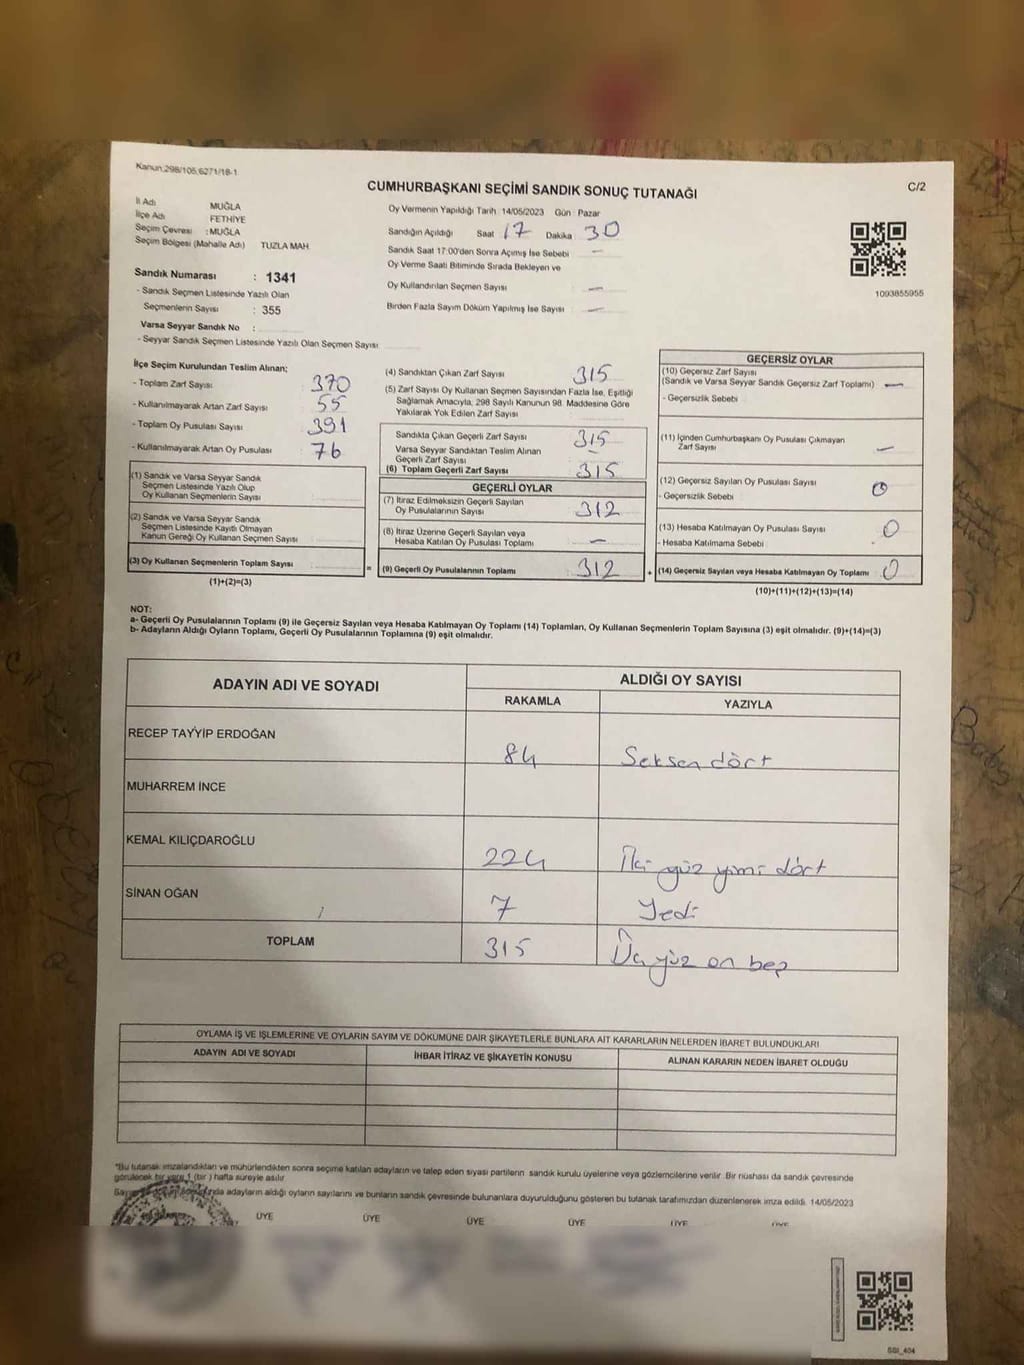 Kanun:298/105,6271/18-1
C/2
CUMHURBAŞKANI SEÇİMİ SANDIK SONUÇ TUTANAĞI
İl Adı MUĞLA
İlçe Adı FETHİYE
Seçim Çevresi : MUĞLA
Seçim Bölgesi (Mahalle Adı) TUZLA MAH.
Sandık Numarası : 1341
- Sandık Seçmen Listesinde Yazılı Olan
Seçmenlerin Sayısı : 355
Varsa Seyyar Sandık No :
- Seyyar Sandık Seçmen Listesinde Yazılı Olan Seçmen Sayısı
Oy Vermenin Yapıldığı Tarih 14/05/2023 Gün : Pazar
Sandığın Açıldığı Saat 17 Dakika 30
Sandık Saat 17:00'den Sonra Açımış İse Sebebi —
Oy Verme Saati Bitiminde Sırada Bekleyen ve
Oy Kullandırılan Seçmen Sayısı —
Birden Fazla Sayım Döküm Yapılmış İse Sayısı —
1093855955
İlçe Seçim Kurulundan Teslim Alınan;
- Toplam Zarf Sayısı 370
- Kullanılmayarak Artan Zarf Sayısı 55
- Toplam Oy Pusulası Sayısı 391
- Kullanılmayarak Artan Oy Pusulası 76
(1) Sandık ve Varsa Seyyar Sandık
Seçmen Listesinde Yazılı Olup
Oy Kullanan Seçmenlerin Sayısı
(2) Sandık ve Varsa Seyyar Sandık
Seçmen Listesinde Kayıtlı Olmayan
Kanun Gereği Oy Kullanan Seçmen Sayısı
(3) Oy Kullanan Seçmenlerin Toplam Sayısı
(1)+(2)=(3)
=
(4) Sandıktan Çıkan Zarf Sayısı 315
(5) Zarf Sayısı Oy Kullanan Seçmen Sayısından Fazla İse, Eşitliği
Sağlamak Amacıyla, 298 Sayılı Kanunun 98. Maddesine Göre
Yakılarak Yok Edilen Zarf Sayısı
Sandıkta Çıkan Geçerli Zarf Sayısı 315
Varsa Seyyar Sandıktan Teslim Alınan
Geçerli Zarf Sayısı —
(6) Toplam Geçerli Zarf Sayısı 315
GEÇERLİ OYLAR
(7) İtiraz Edilmeksizin Geçerli Sayılan
Oy Pusulalarının Sayısı 312
(8) İtiraz Üzerine Geçerli Sayılan veya
Hesaba Katılan Oy Pusulası Toplamı —
(9) Geçerli Oy Pusulalarının Toplamı 312
+
GEÇERSİZ OYLAR
(10) Geçersiz Zarf Sayısı
(Sandık ve Varsa Seyyar Sandık Geçersiz Zarf Toplamı) —
- Geçersizlik Sebebi
(11) İçinden Cumhurbaşkanı Oy Pusulası Çıkmayan
Zarf Sayısı —
(12) Geçersiz Sayılan Oy Pusulası Sayısı 0
- Geçersizlik Sebebi
(13) Hesaba Katılmayan Oy Pusulası Sayısı 0
- Hesaba Katılmama Sebebi
(14) Geçersiz Sayılan veya Hesaba Katılmayan Oy Toplamı 0
(10)+(11)+(12)+(13)=(14)
NOT:
a- Geçerli Oy Pusulalarının Toplamı (9) ile Geçersiz Sayılan veya Hesaba Katılmayan Oy Toplamı (14) Toplamları, Oy Kullanan Seçmenlerin Toplam Sayısına (3) eşit olmalıdır. (9)+(14)=(3)
b- Adayların Aldığı Oyların Toplamı, Geçerli Oy Pusulalarının Toplamına (9) eşit olmalıdır.
ADAYIN ADI VE SOYADI ALDIĞI OY SAYISI
RAKAMLA YAZIYLA
RECEP TAYYİP ERDOĞAN 84 Seksen dört
MUHARREM İNCE
KEMAL KILIÇDAROĞLU 224 İki yüz yirmi dört
SİNAN OĞAN 7 Yedi
TOPLAM 315 Üç yüz on beş
OYLAMA İŞ VE İŞLEMLERİNE VE OYLARIN SAYIM VE DÖKÜMÜNE DAİR ŞİKAYETLERLE BUNLARA AİT KARARLARIN NELERDEN İBARET BULUNDUKLARI
ADAYIN ADI VE SOYADI İHBAR İTİRAZ VE ŞİKAYETİN KONUSU ALINAN KARARIN NEDEN İBARET OLDUĞU
*Bu tutanak imzalandıktan ve mühürlendikten sonra seçime katılan adayların ve talep eden siyasi partilerin sandık kurulu üyelerine veya gözlemcilerine verilir. Bir nüshası da sandık çevresinde
görülecek bir yere 1 (bir) hafta süreyle asılır
adayların aldığı oyların sayılarını ve bunların sandık çevresinde bulunanlara duyurulduğunu gösteren bu tutanak tarafımızdan düzenlenerek imza edildi. 14/05/2023
ÜYE ÜYE ÜYE ÜYE ÜYE ÜYE
SSI_404